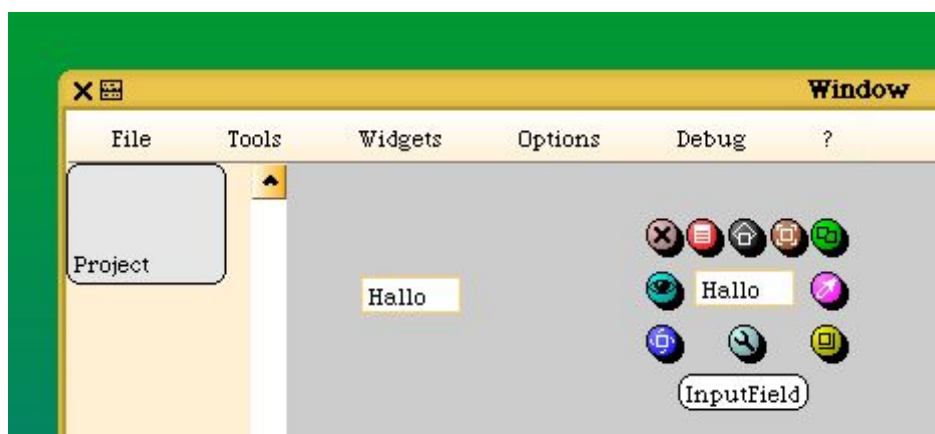 Window
File Tools Widgets Options Debug ?
Project
Hallo
Hallo
InputField